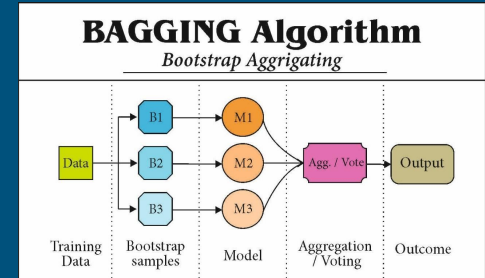 BAGGING Algorithm
Bootstrap Aggrigating
B1
M1
Data
B2
M2
Agg. / Vote
Output
B3
M3
Training
Data
Bootstrap
samples
Model
Aggregation
/ Voting
Outcome